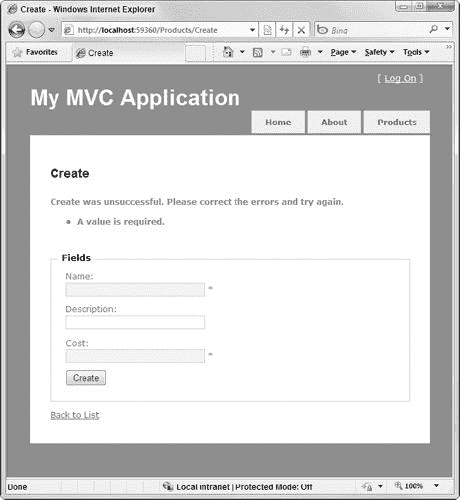 Create - Windows Internet Explorer
http://localhost:59360/Products/Create
Bing
Favorites
Create
Page
Safety
Tools
[ Log On ]
My MVC Application
Home
About
Products
Create
Create was unsuccessful. Please correct the errors and try again.
• A value is required.
Fields
Name:
*
Description:
Cost:
*
Create
Back to List
Done
Local intranet | Protected Mode: Off
100%